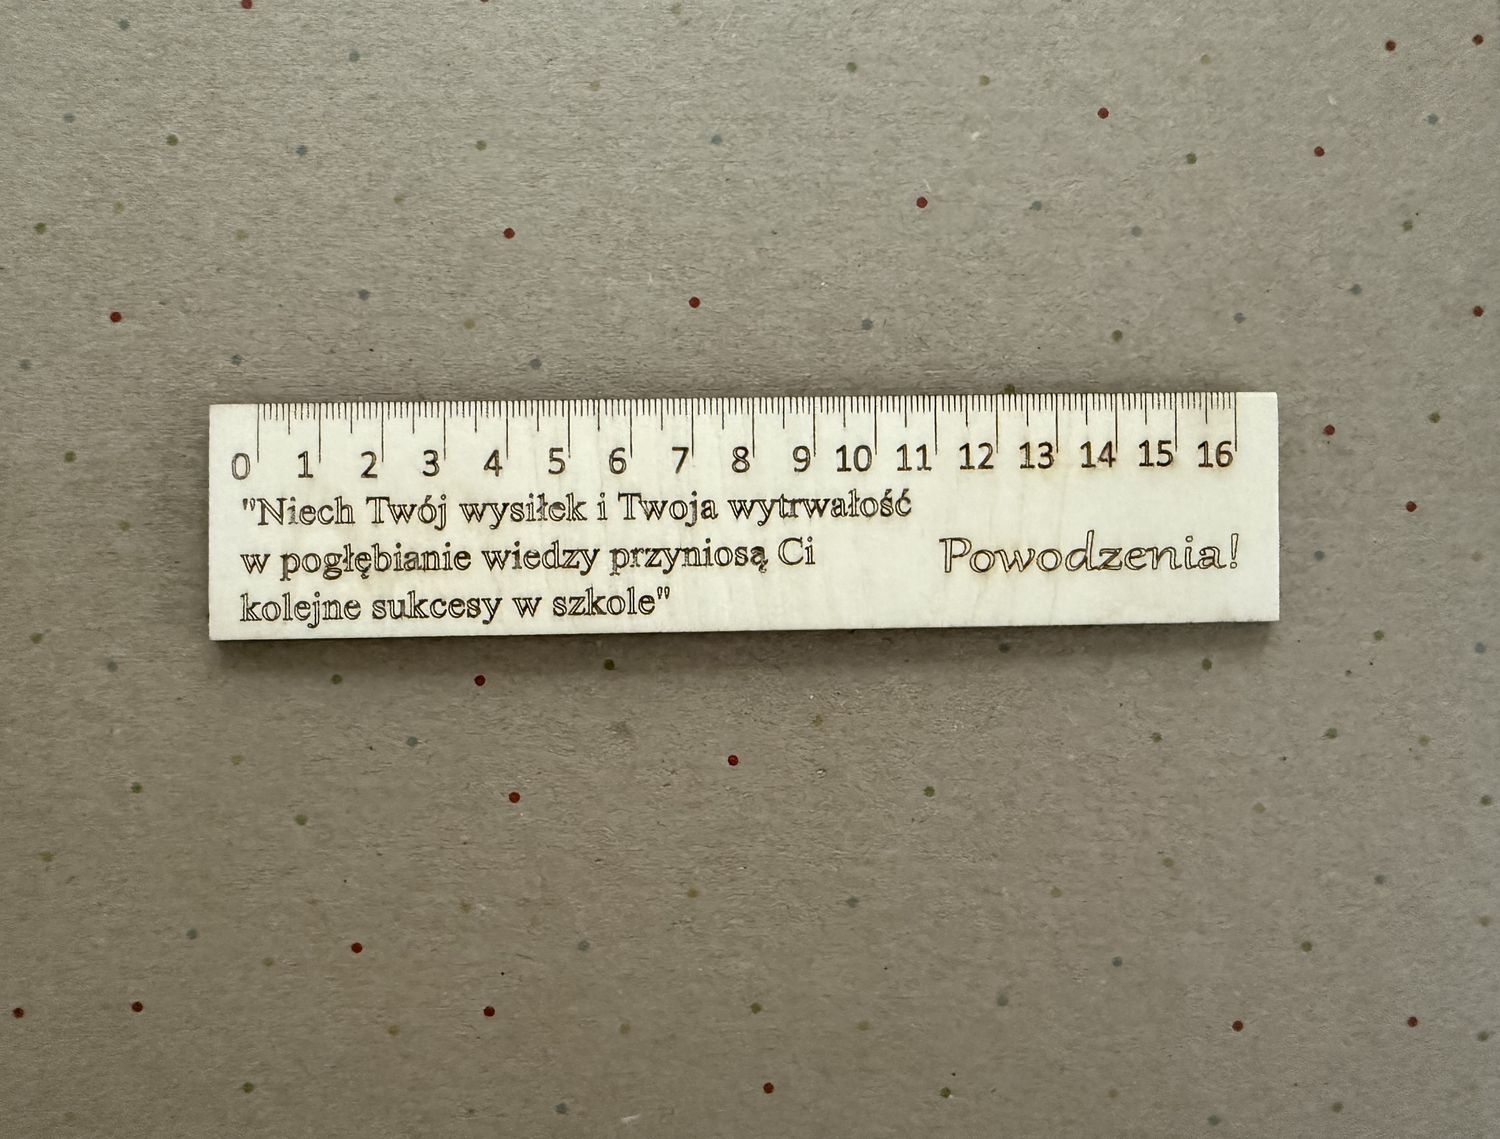 0 1 2 3 4 5 6 7 8 9 10 11 12 13 14 15 16
"Niech Twój wysiłek i Twoja wytrwałość
w pogłębianie wiedzy przyniosą Ci
kolejne sukcesy w szkole"
Powodzenia!